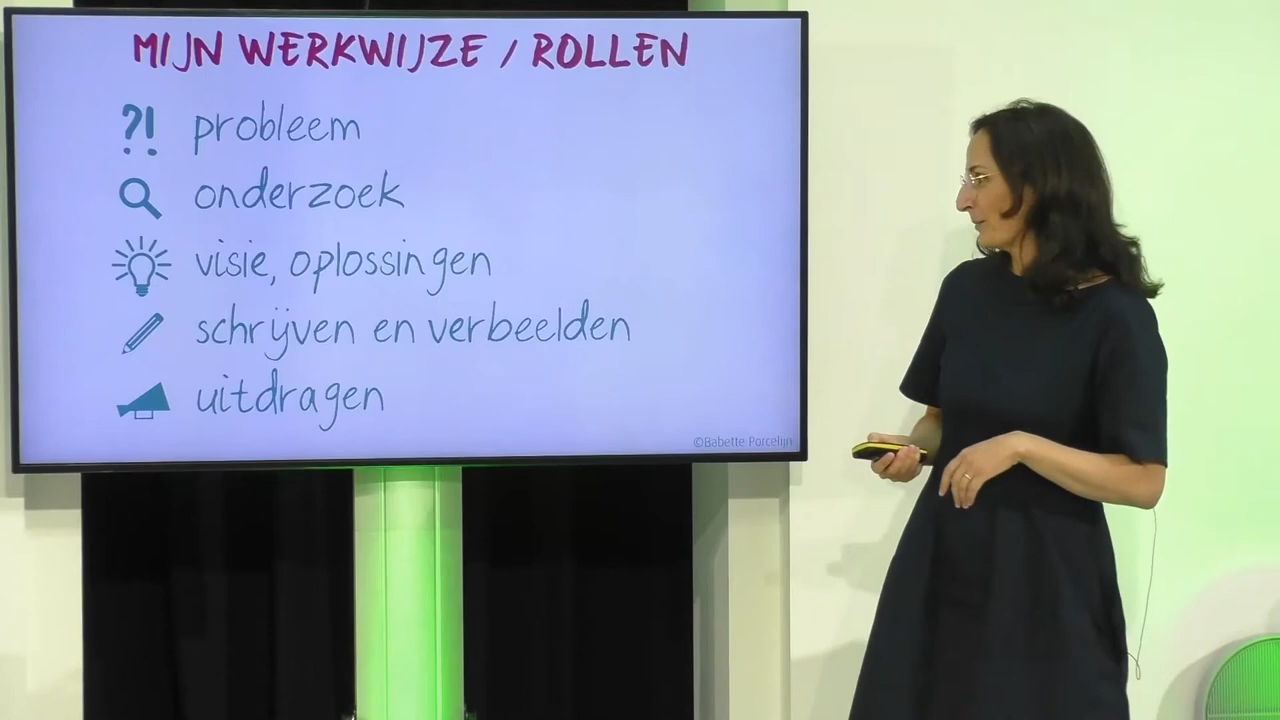 MIJN WERKWIJZE / ROLLEN
?! probleem
onderzoek
visie, oplossingen
schrijven en verbeelden
uitdragen
©Babette Porcelijn